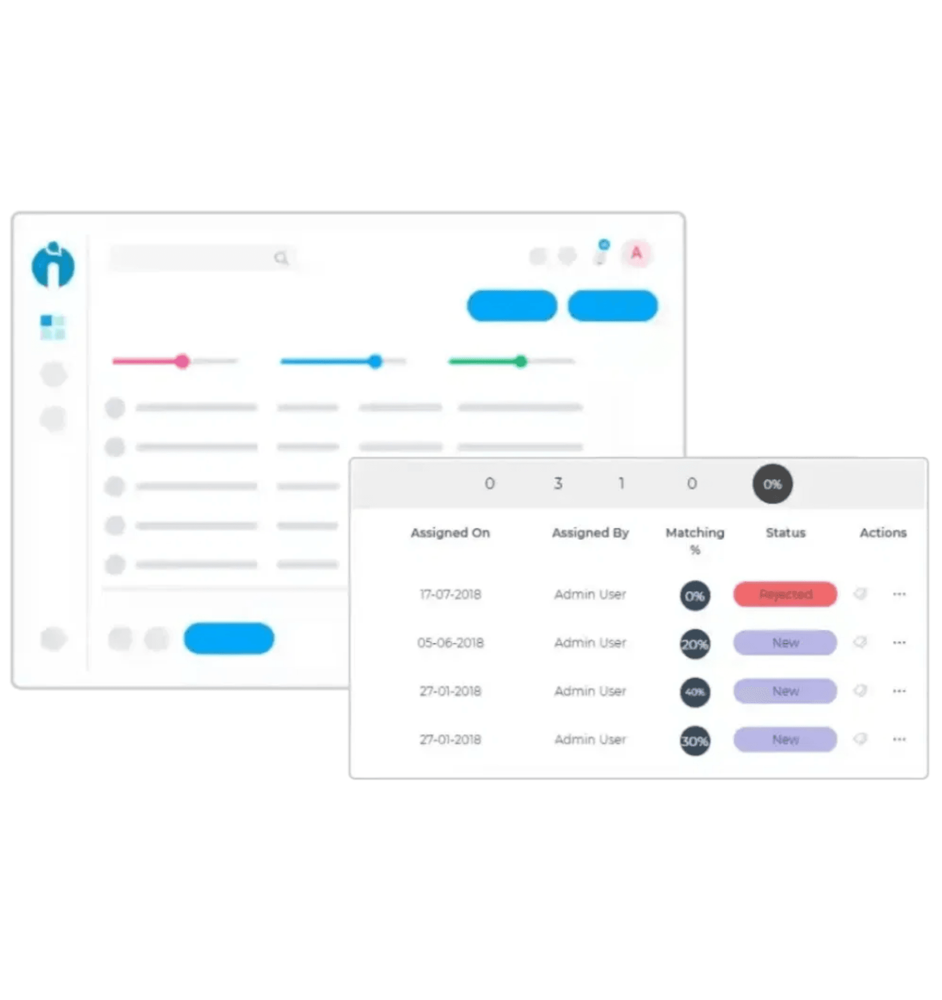 A
0 3 1 0 0%
Assigned On Assigned By Matching % Status Actions
17-07-2018 Admin User 0% Rejected
05-06-2018 Admin User 20% New
27-01-2018 Admin User 40% New
27-01-2018 Admin User 30% New